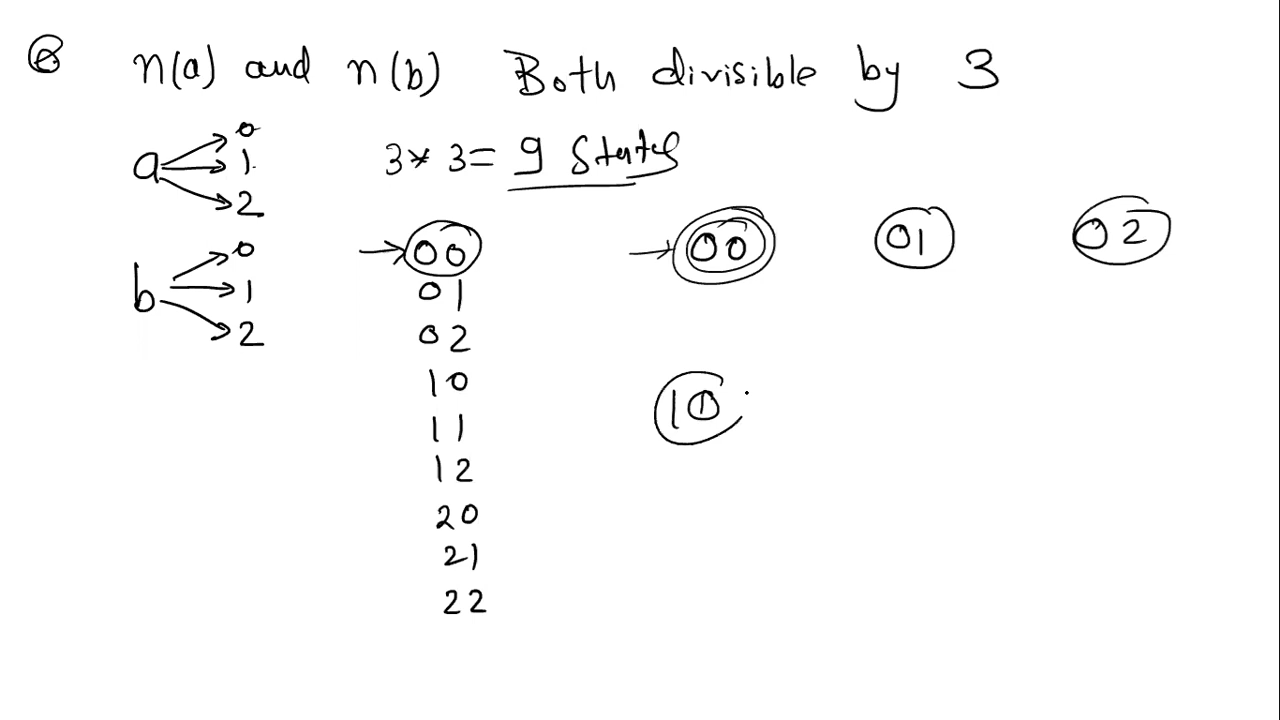 Q n(a) and n(b) Both divisible by 3
a 0 1 2
3 * 3 = 9 States
b 0 1 2
00
01
02
10
11
12
20
21
22
00 01 02
10